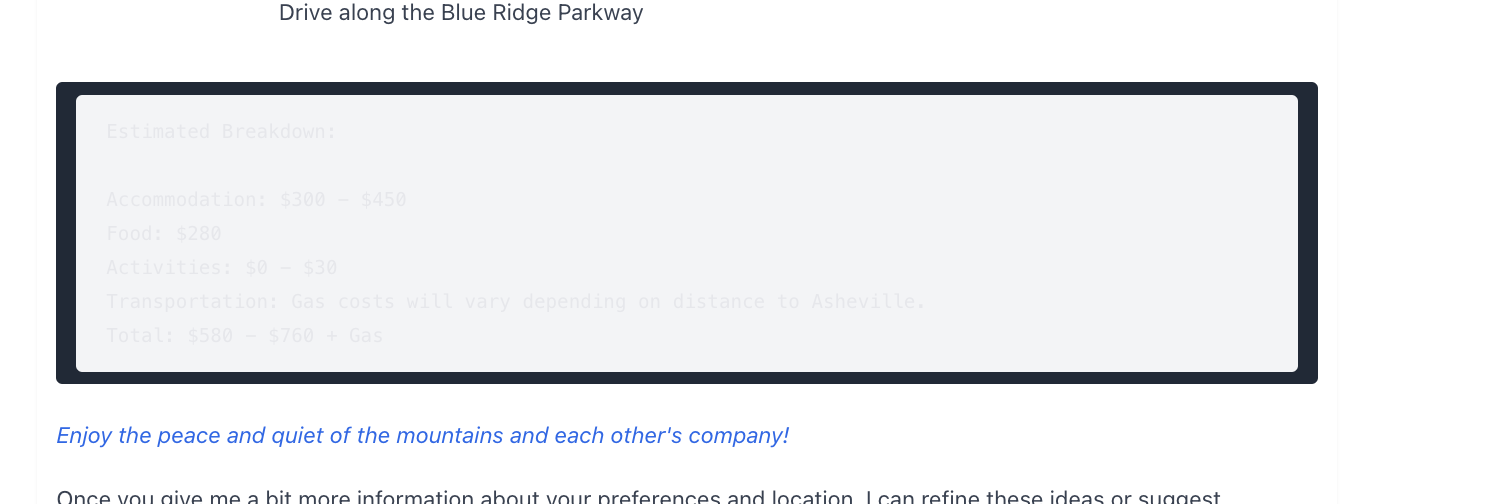 Drive along the Blue Ridge Parkway
Estimated Breakdown:
Accommodation: $300 – $450
Food: $280
Activities: $0 – $30
Transportation: Gas costs will vary depending on distance to Asheville.
Total: $580 – $760 + Gas
Enjoy the peace and quiet of the mountains and each other's company!
Once you give me a bit more information about your preferences and location, I can refine these ideas or suggest